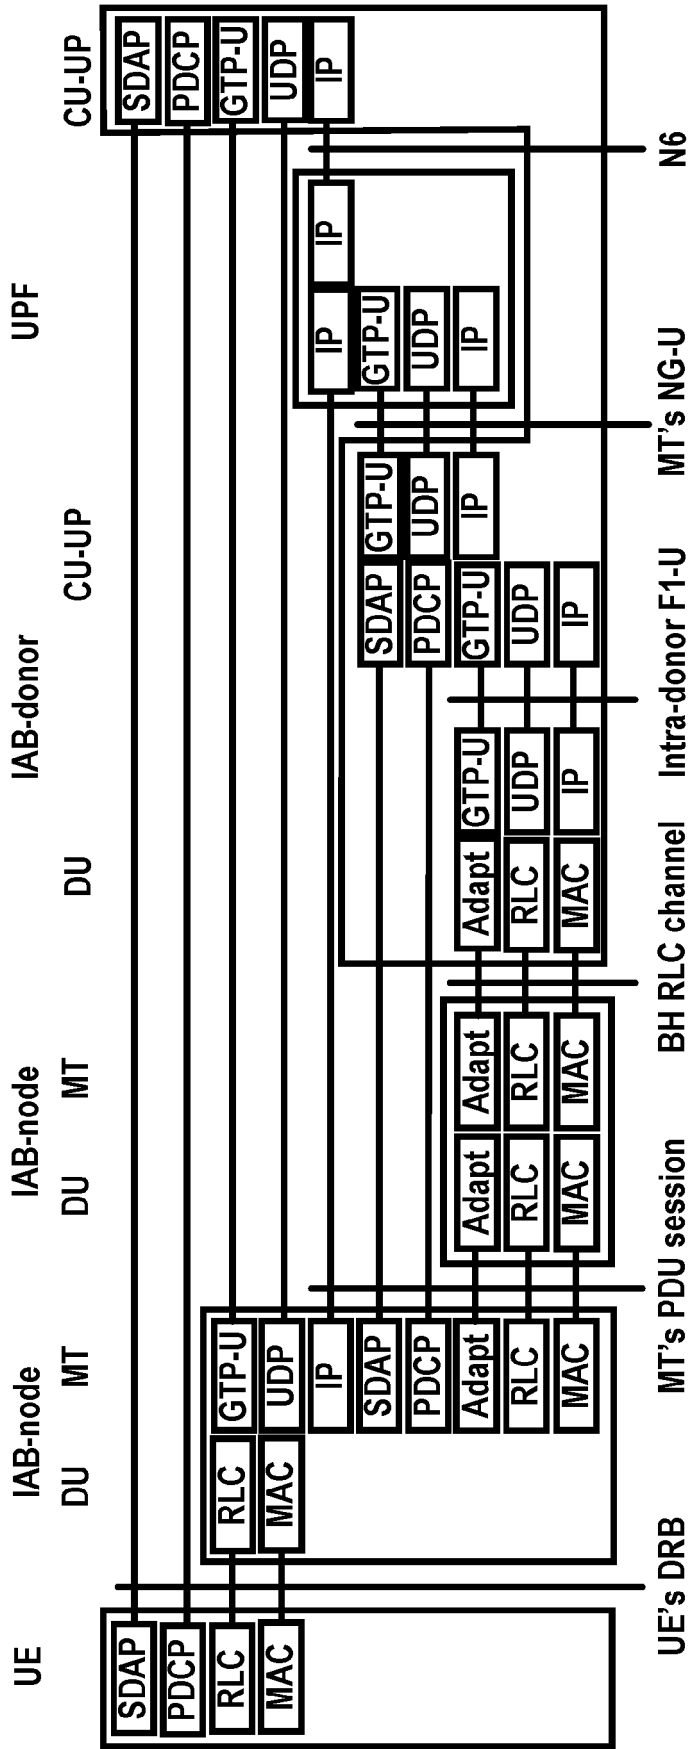 UE IAB-node IAB-node IAB-donor UPF
DU MT DU MT DU CU-UP CU-UP
SDAP SDAP
PDCP PDCP
RLC RLC GTP-U GTP-U
MAC MAC UDP UDP
IP IP IP IP
SDAP SDAP GTP-U GTP-U
PDCP PDCP UDP UDP
Adapt Adapt Adapt Adapt GTP-U GTP-U IP IP
RLC RLC RLC RLC UDP UDP
MAC MAC MAC MAC IP IP
UE's DRB MT's PDU session BH RLC channel Intra-donor F1-U MT's NG-U N6